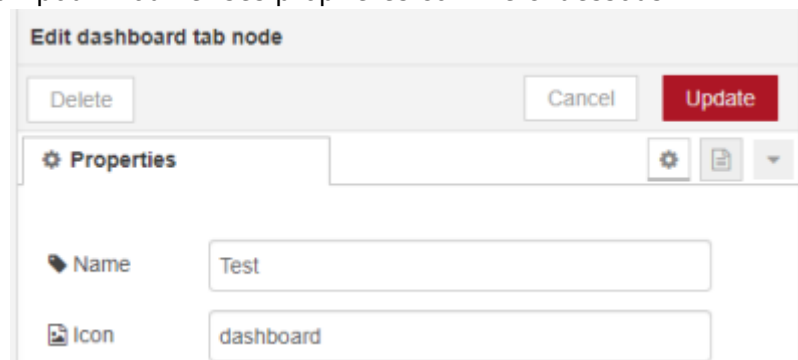 Edit dashboard tab node
Delete Cancel Update
Properties
Name Test
Icon dashboard